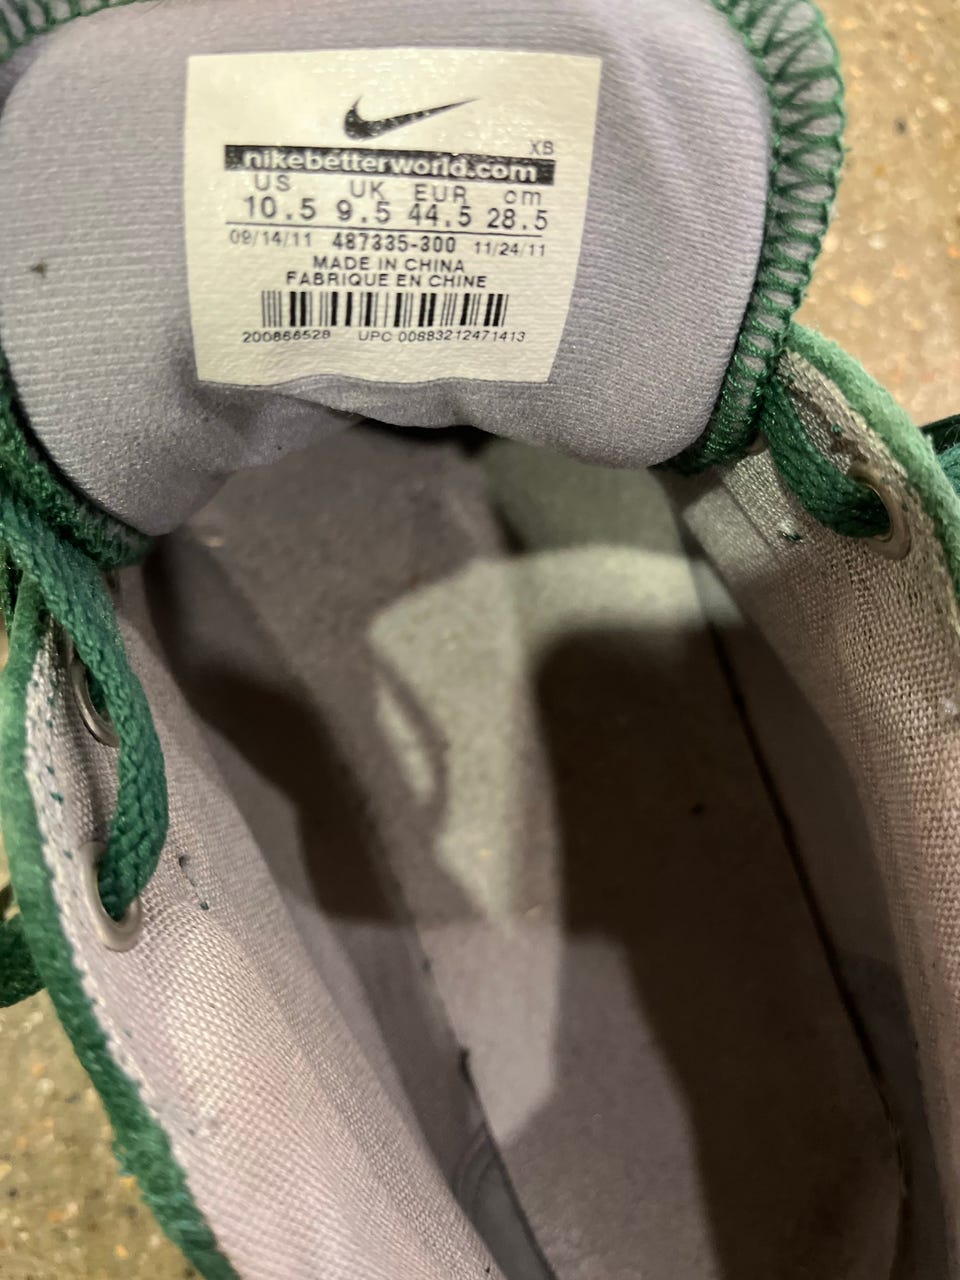 XB
nikebetterworld.com
US UK EUR cm
10.5 9.5 44.5 28.5
09/14/11 487335-300 11/24/11
MADE IN CHINA
FABRIQUE EN CHINE
200866528 UPC 00883212471413